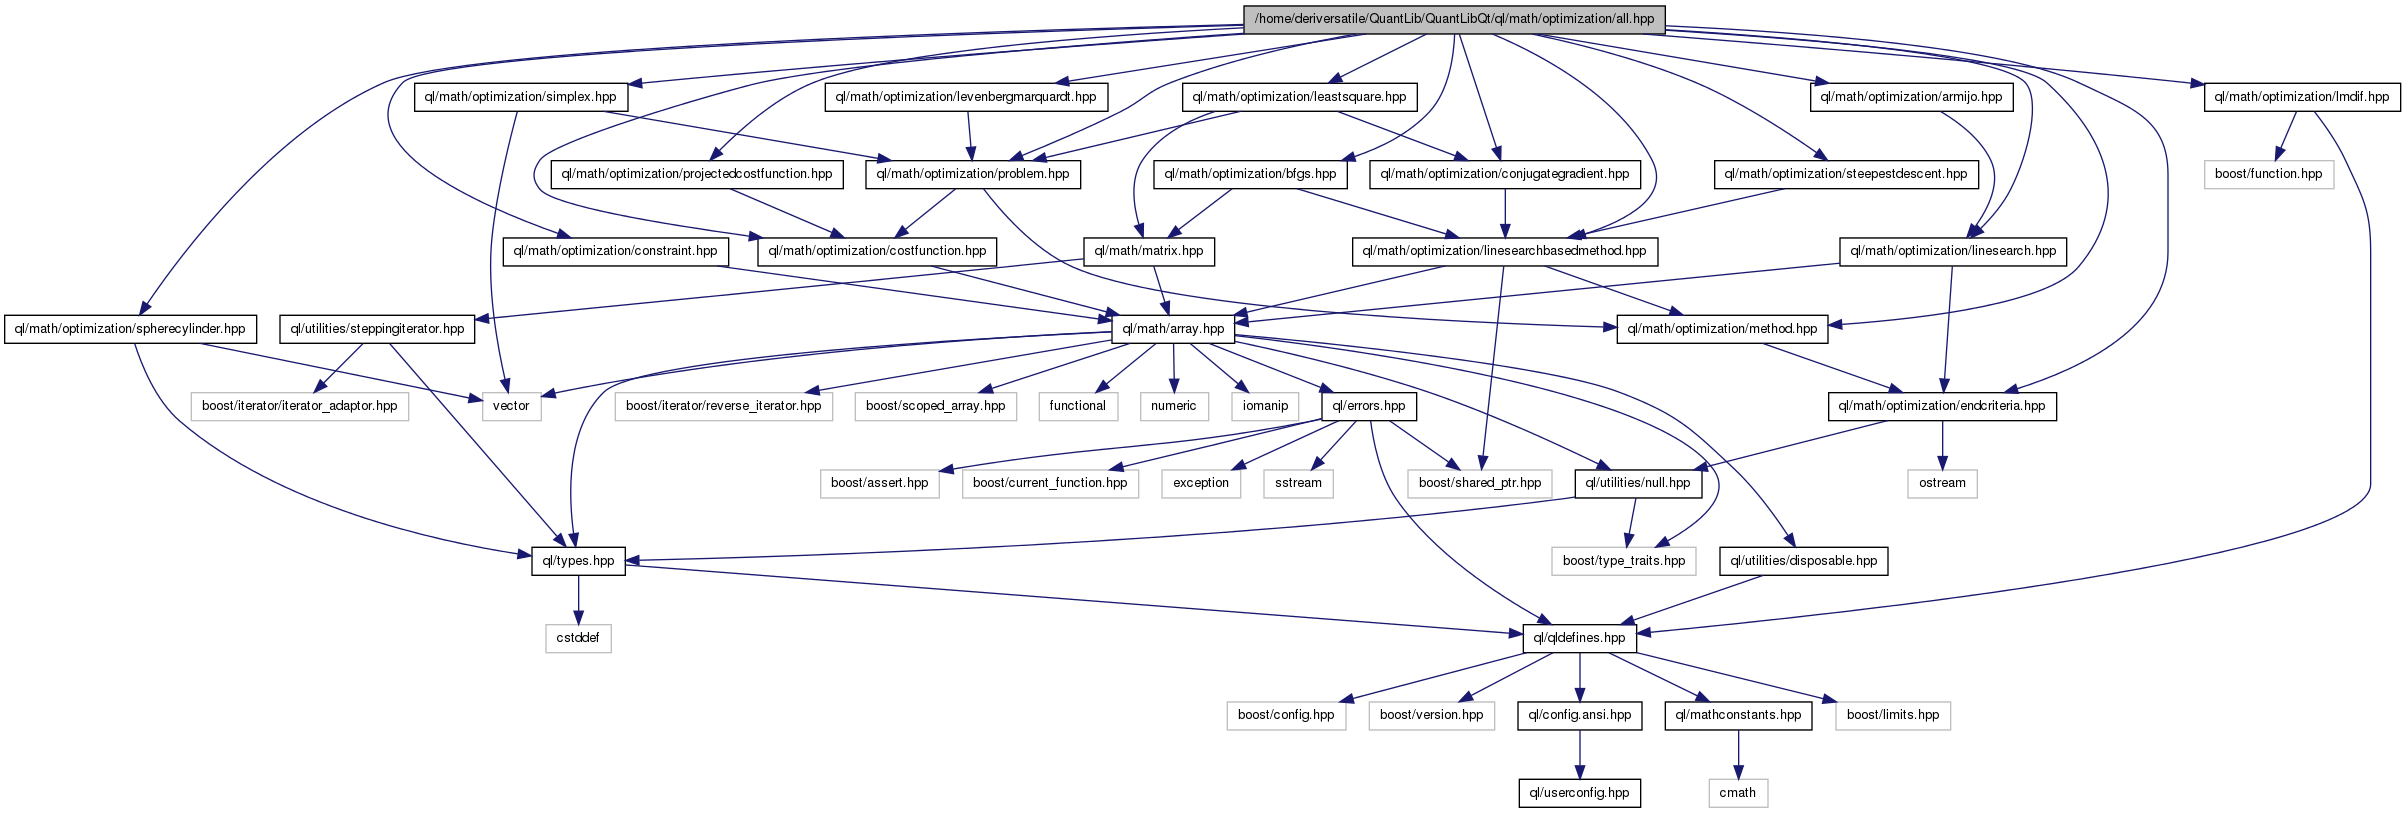 /home/deriversatile/QuantLib/QuantLibQt/ql/math/optimization/all.hpp
ql/math/optimization/simplex.hpp
ql/math/optimization/levenbergmarquardt.hpp
ql/math/optimization/leastsquare.hpp
ql/math/optimization/armijo.hpp
ql/math/optimization/lmdif.hpp
ql/math/optimization/projectedcostfunction.hpp
ql/math/optimization/problem.hpp
ql/math/optimization/bfgs.hpp
ql/math/optimization/conjugategradient.hpp
ql/math/optimization/steepestdescent.hpp
boost/function.hpp
ql/math/optimization/constraint.hpp
ql/math/optimization/costfunction.hpp
ql/math/matrix.hpp
ql/math/optimization/linesearchbasedmethod.hpp
ql/math/optimization/linesearch.hpp
ql/math/optimization/spherecylinder.hpp
ql/utilities/steppingiterator.hpp
ql/math/array.hpp
ql/math/optimization/method.hpp
boost/iterator/iterator_adaptor.hpp
vector
boost/iterator/reverse_iterator.hpp
boost/scoped_array.hpp
functional
numeric
iomanip
ql/errors.hpp
ql/math/optimization/endcriteria.hpp
boost/assert.hpp
boost/current_function.hpp
exception
sstream
boost/shared_ptr.hpp
ql/utilities/null.hpp
ostream
ql/types.hpp
boost/type_traits.hpp
ql/utilities/disposable.hpp
cstddef
ql/qldefines.hpp
boost/config.hpp
boost/version.hpp
ql/config.ansi.hpp
ql/mathconstants.hpp
boost/limits.hpp
ql/userconfig.hpp
cmath